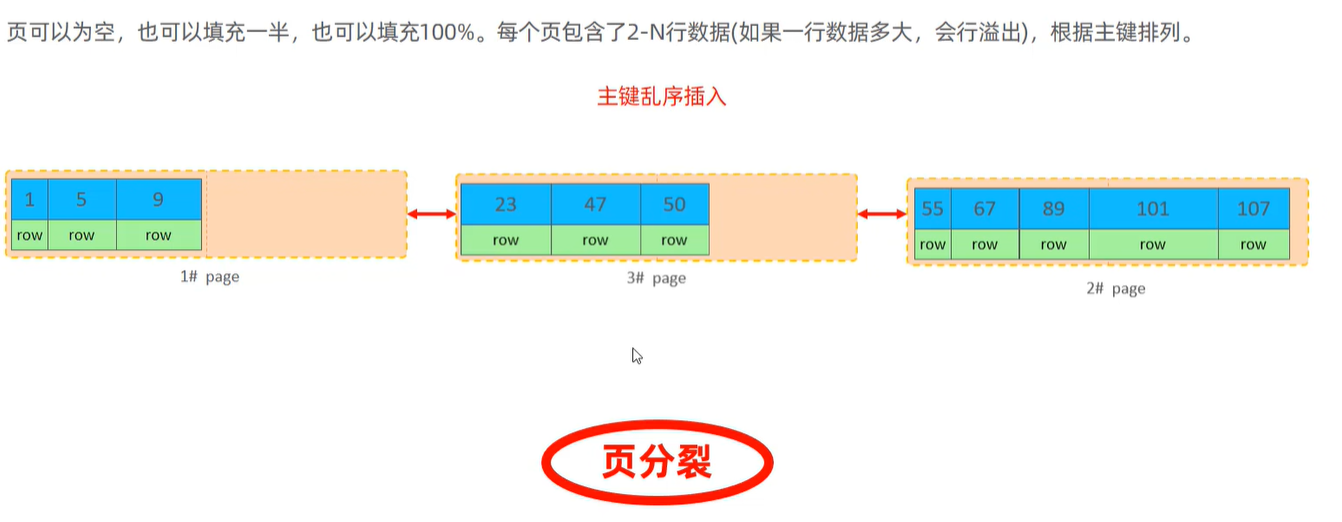 页可以为空，也可以填充一半，也可以填充100%。每个页包含了2-N行数据(如果一行数据多大，会行溢出)，根据主键排列。
主键乱序插入
1 5 9
row row row
1# page
23 47 50
row row row
3# page
55 67 89 101 107
row row row row row
2# page
页分裂